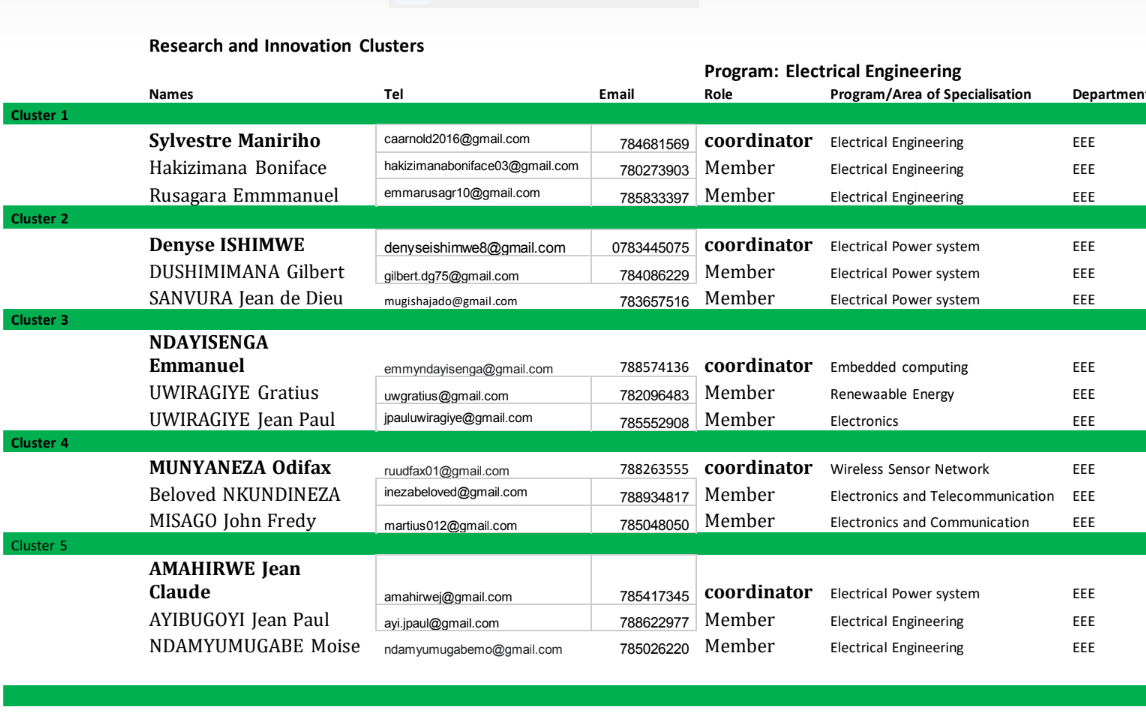 Research and Innovation Clusters
Program: Electrical Engineering
Names Tel Email Role Program/Area of Specialisation Department
Cluster 1
Sylvestre Maniriho caarnold2016@gmail.com 784681569 coordinator Electrical Engineering EEE
Hakizimana Boniface hakizimanaboniface03@gmail.com 780273903 Member Electrical Engineering EEE
Rusagara Emmmanuel emmarusagr10@gmail.com 785833397 Member Electrical Engineering EEE
Cluster 2
Denyse ISHIMWE denyseishimwe8@gmail.com 0783445075 coordinator Electrical Power system EEE
DUSHIMIMANA Gilbert gilbert.dg75@gmail.com 784086229 Member Electrical Power system EEE
SANVURA Jean de Dieu mugishajado@gmail.com 783657516 Member Electrical Power system EEE
Cluster 3
NDAYISENGA
Emmanuel emmyndayisenga@gmail.com 788574136 coordinator Embedded computing EEE
UWIRAGIYE Gratius uwgratius@gmail.com 782096483 Member Renewaable Energy EEE
UWIRAGIYE Jean Paul jpauluwiragiye@gmail.com 785552908 Member Electronics EEE
Cluster 4
MUNYANEZA Odifax ruudfax01@gmail.com 788263555 coordinator Wireless Sensor Network EEE
Beloved NKUNDINEZA inezabeloved@gmail.com 788934817 Member Electronics and Telecommunication EEE
MISAGO John Fredy martius012@gmail.com 785048050 Member Electronics and Communication EEE
Cluster 5
AMAHIRWE Jean
Claude amahirwej@gmail.com 785417345 coordinator Electrical Power system EEE
AYIBUGOYI Jean Paul ayi.jpaul@gmail.com 788622977 Member Electrical Engineering EEE
NDAMYUMUGABE Moise ndamyumugabemo@gmail.com 785026220 Member Electrical Engineering EEE